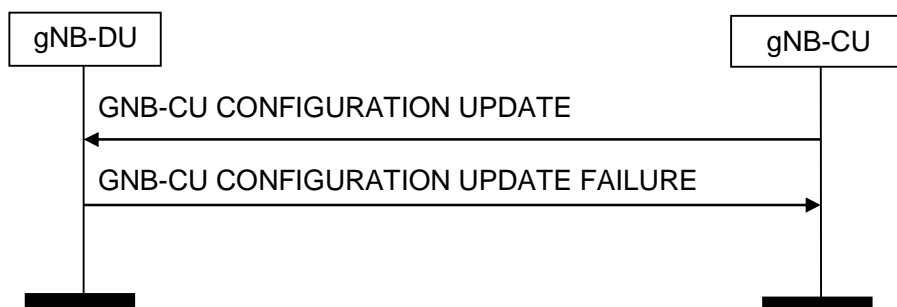 gNB-DU
gNB-CU
GNB-CU CONFIGURATION UPDATE
GNB-CU CONFIGURATION UPDATE FAILURE